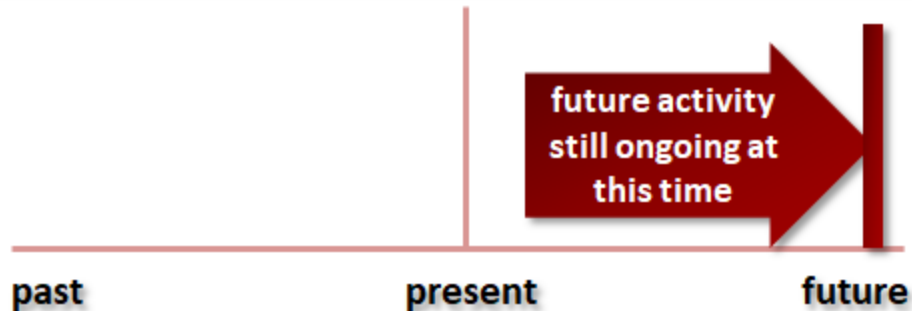 future activity
still ongoing at
this time
past present future